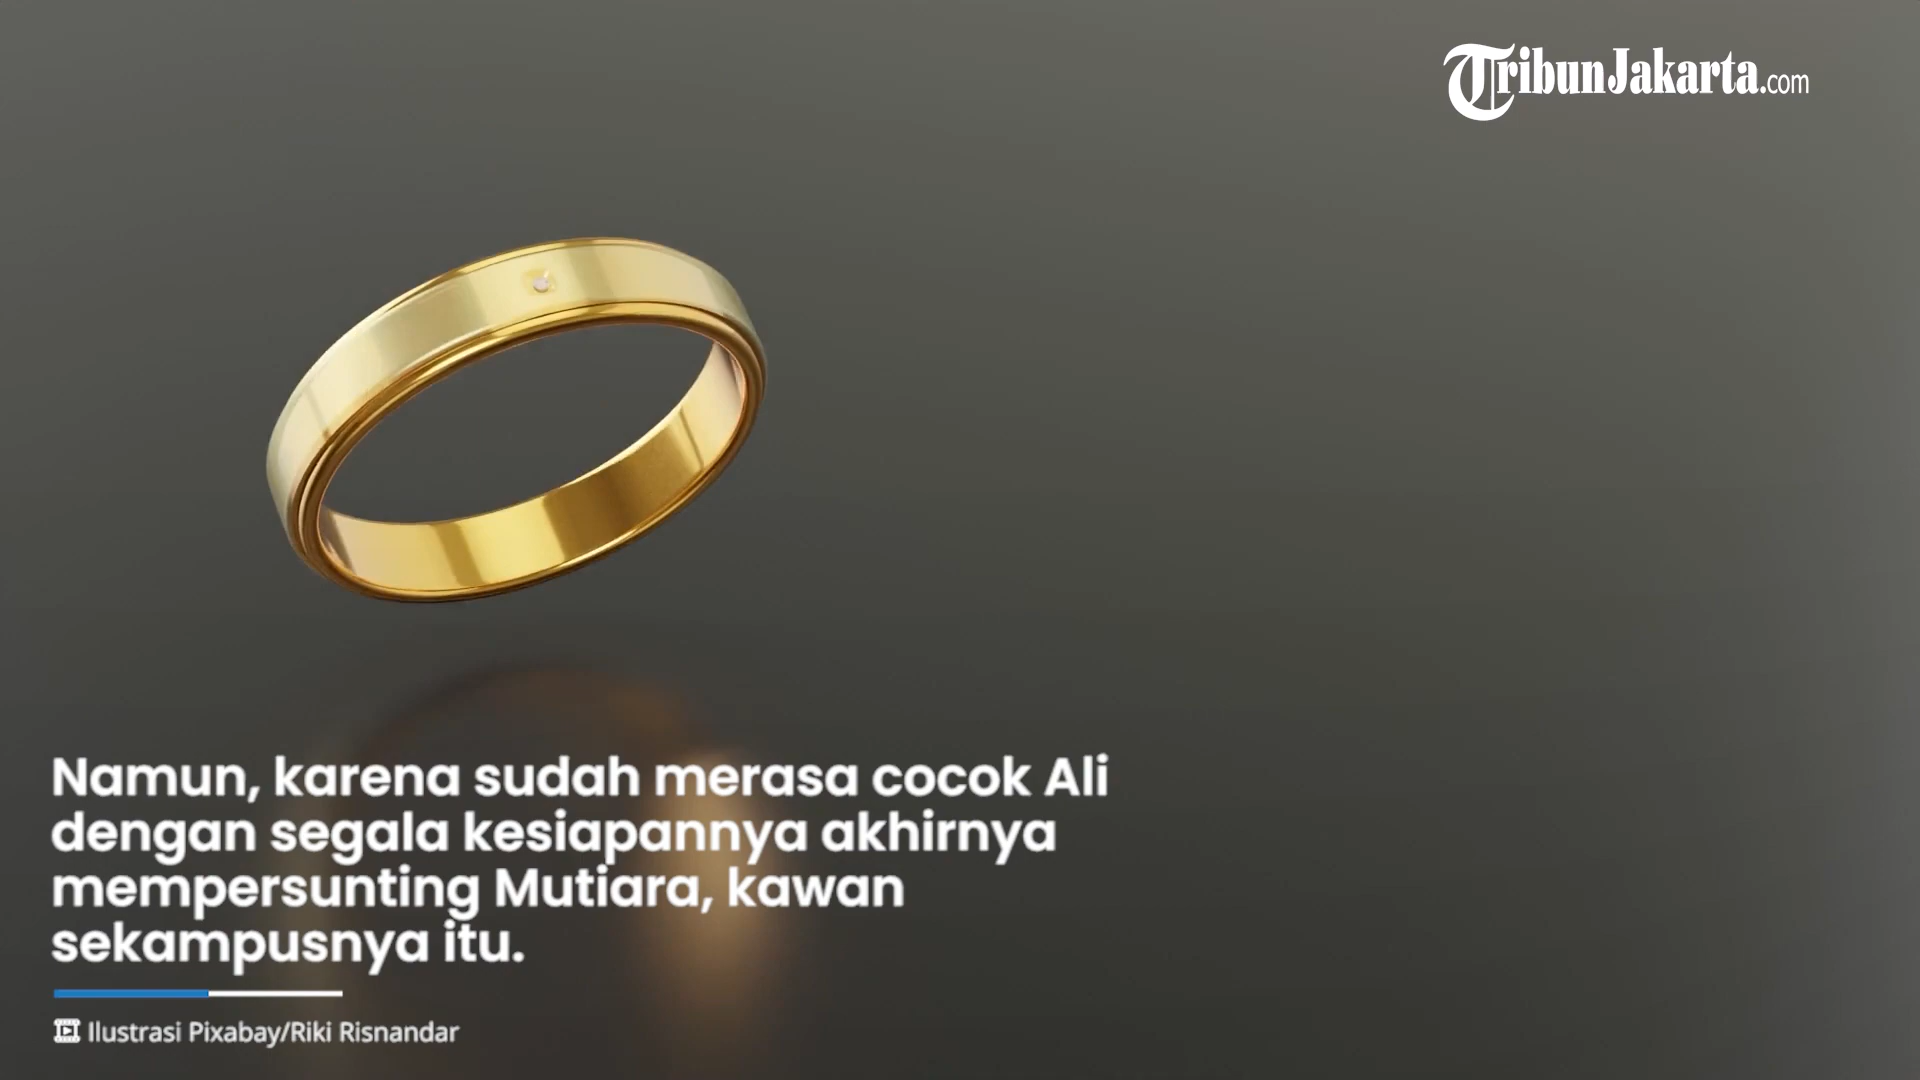 TribunJakarta.com
Namun, karena sudah merasa cocok Ali
dengan segala kesiapannya akhirnya
mempersunting Mutiara, kawan
sekampusnya itu.
Ilustrasi Pixabay/Riki Risnandar